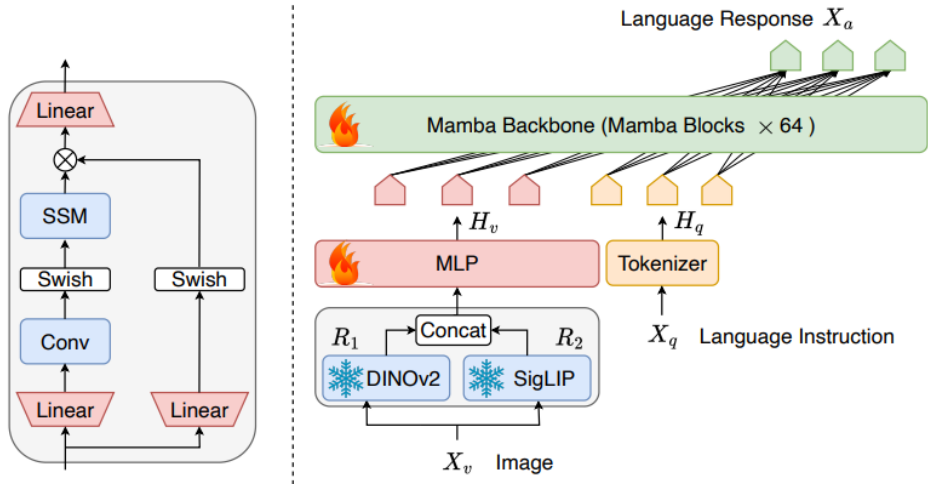 Linear
SSM
Swish
Swish
Conv
Linear
Linear
Language Response X_a
Mamba Backbone (Mamba Blocks × 64 )
H_v
H_q
MLP
Tokenizer
R_1
Concat
R_2
X_q Language Instruction
DINOv2
SigLIP
X_v Image